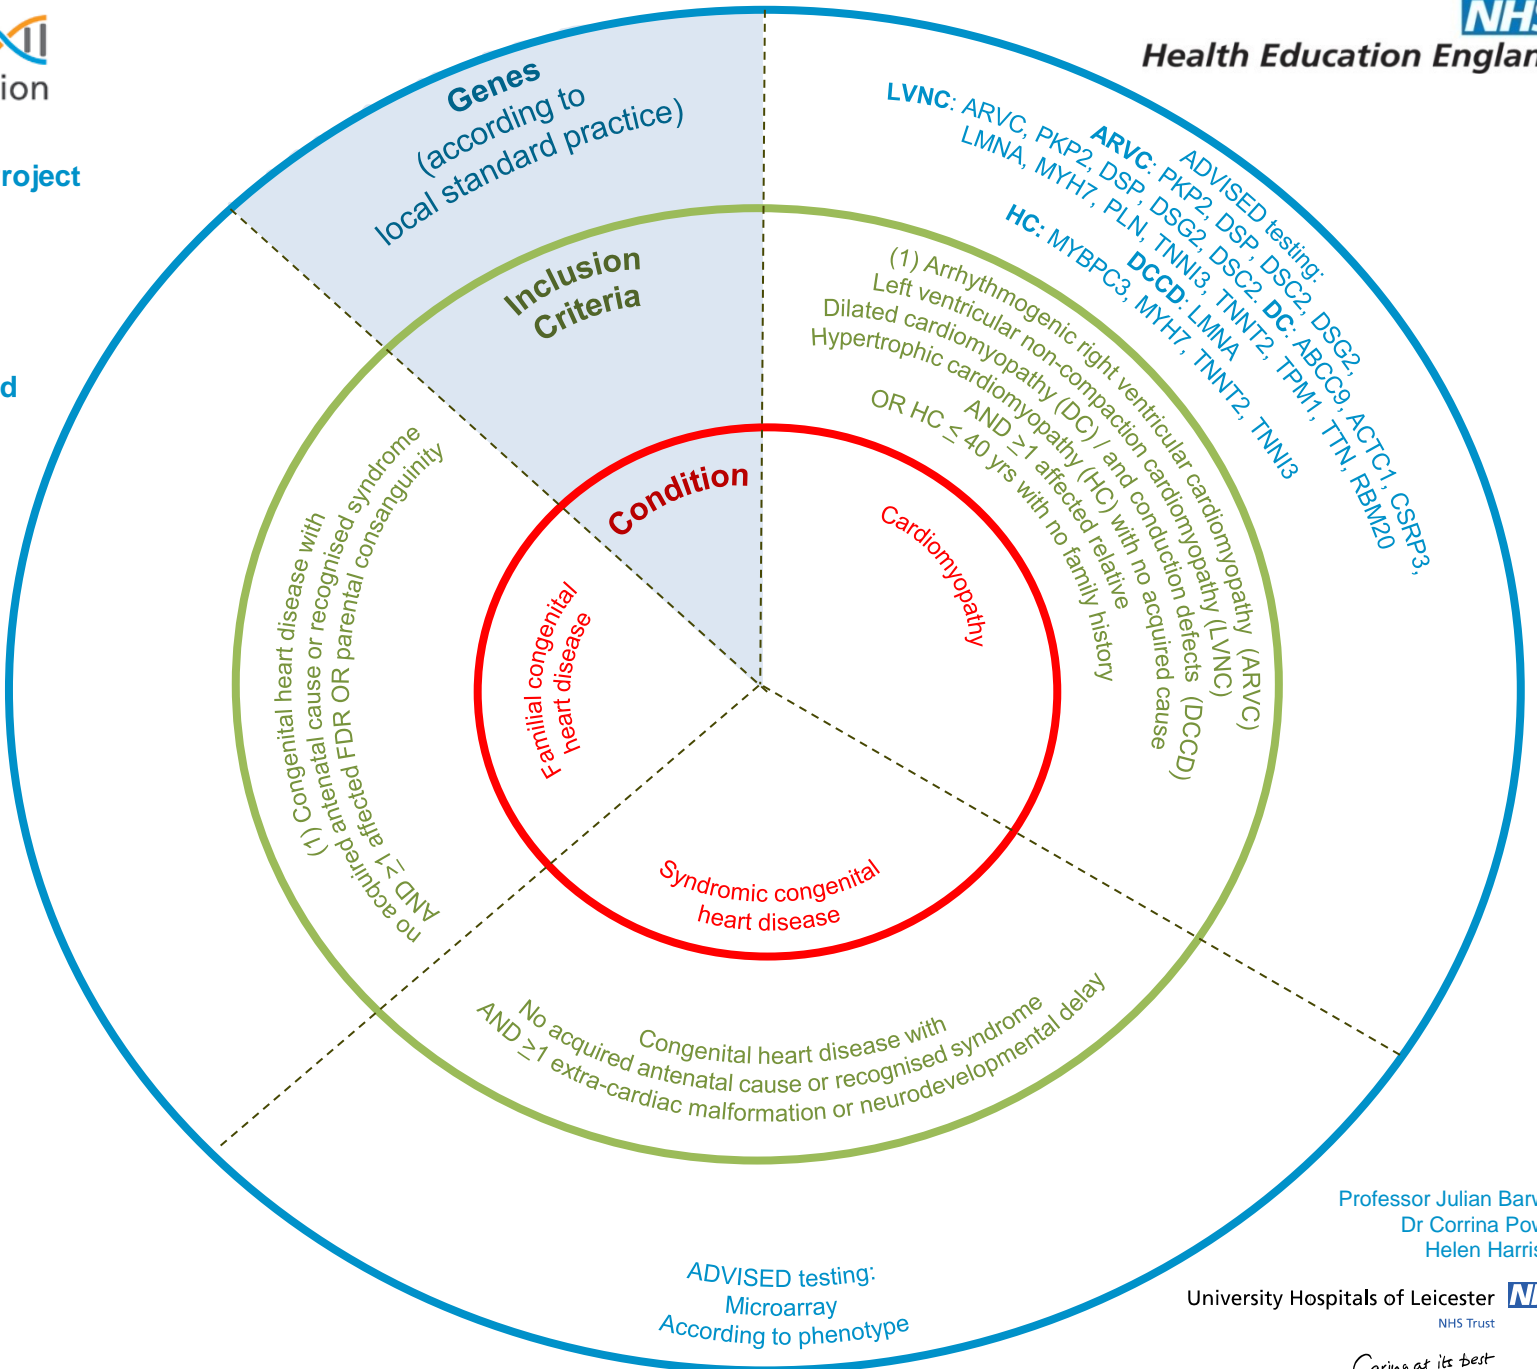 NHS
Health Education
Genes
(according to
local standard practice)
Inclusion
Criteria
Condition
ADVISED testing:
ARVC: PKP2, DSP, DSC2, DSG2,
LVNC: ARVC, PKP2, DSP, DSG2, DSC2. DC: ABCC9, ACTC1, CSRP3,
LMNA, MYH7, PLN, TNNI3, TNNT2, TPM1, TTN, RBM20
DCCD: LMNA
HC: MYBPC3, MYH7, TNNT2, TNNI3
(1) Arrhythmogenic right ventricular cardiomyopathy (ARVC)
Left ventricular non-compaction cardiomyopathy (LVNC)
Dilated cardiomyopathy (DC) / and conduction defects (DCCD)
Hypertrophic cardiomyopathy (HC) with no acquired cause
AND ≥1 affected relative
OR HC ≤ 40 yrs with no family history
Cardiomyopathy
Familial congenital
heart disease
(1) Congenital heart disease with
no acquired antenatal cause or recognised syndrome
AND ≥1 affected FDR OR parental consanguinity
Syndromic congenital
heart disease
Congenital heart disease with
No acquired antenatal cause or recognised syndrome
AND ≥1 extra-cardiac malformation or neurodevelopmental delay
ADVISED testing:
Microarray
According to phenotype
Professor Julian
Dr Corrina
Helen
University Hospitals of Leicester
NHS Trust
Caring at its best